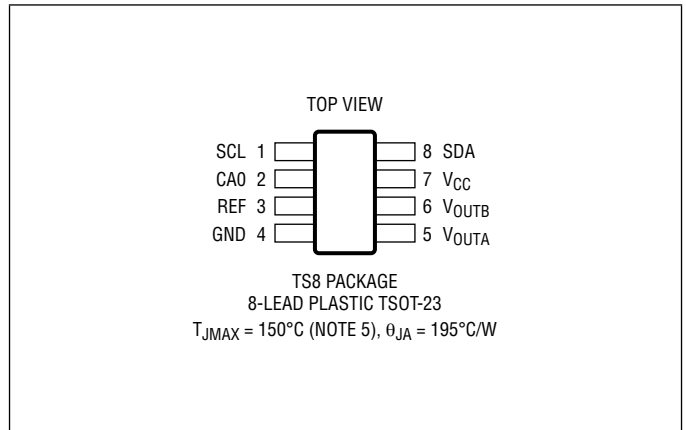 TOP VIEW
SCL 1
CA0 2
REF 3
GND 4
8 SDA
7 VCC
6 VOUTB
5 VOUTA
TS8 PACKAGE
8-LEAD PLASTIC TSOT-23
TJMAX = 150°C (NOTE 5), θJA = 195°C/W